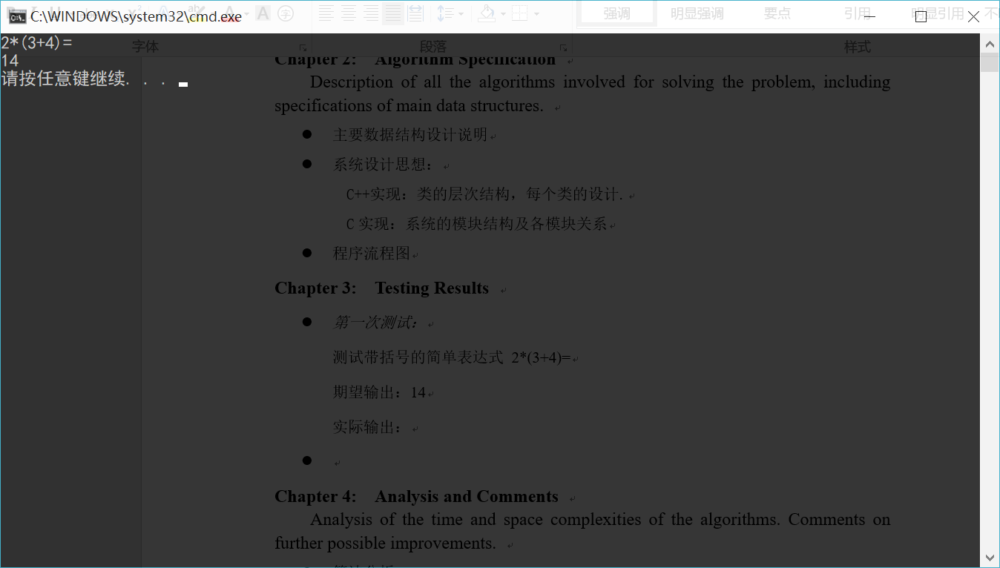 C:\WINDOWS\system32\cmd.exe
强调 明显强调 要点 引用 明显引用 不
字体 段落 样式
2*(3+4)=
14
请按任意键继续. . .
Chapter 2: Algorithm Specification
Description of all the algorithms involved for solving the problem, including
specifications of main data structures.
● 主要数据结构设计说明
● 系统设计思想：
C++实现：类的层次结构，每个类的设计.
C 实现：系统的模块结构及各模块关系
● 程序流程图
Chapter 3: Testing Results
● 第一次测试：
测试带括号的简单表达式 2*(3+4)=
期望输出：14
实际输出：
●
Chapter 4: Analysis and Comments
Analysis of the time and space complexities of the algorithms. Comments on
further possible improvements.